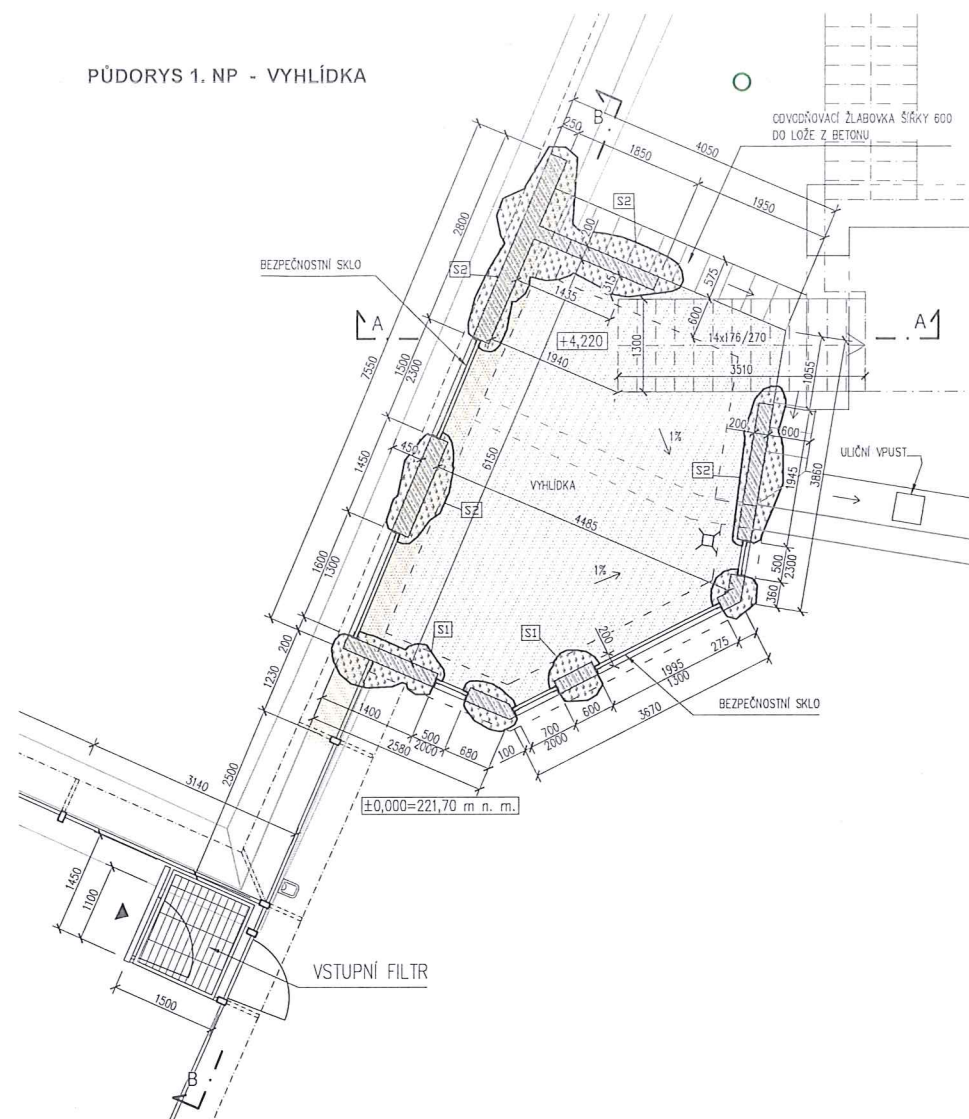 PŮDORYS 1. NP - VYHLÍDKA
B
250
1850
4050
ODVODŇOVACÍ ŽLABOVKA ŠÍŘKY 600
DO LOŽE Z BETONU
1950
S2
2800
200
BEZPEČNOSTNÍ SKLO
S2
315
575
1435
600
A
A
+4,220
14x176/270
1300
7550
1500
2300
1940
3510
1055
200
600
450
1%
6150
S2
ULIČNÍ VPUST
1450
VYHLÍDKA
1945
3860
S2
4485
1600
1300
1%
500
2300
360
200
S1
S1
200
1230
275
1995
1300
1400
600
BEZPEČNOSTNÍ SKLO
500
2000
700
2000
3670
2580
680
100
3140
2500
±0,000=221,70 m n. m.
1450
1100
VSTUPNÍ FILTR
1500
B